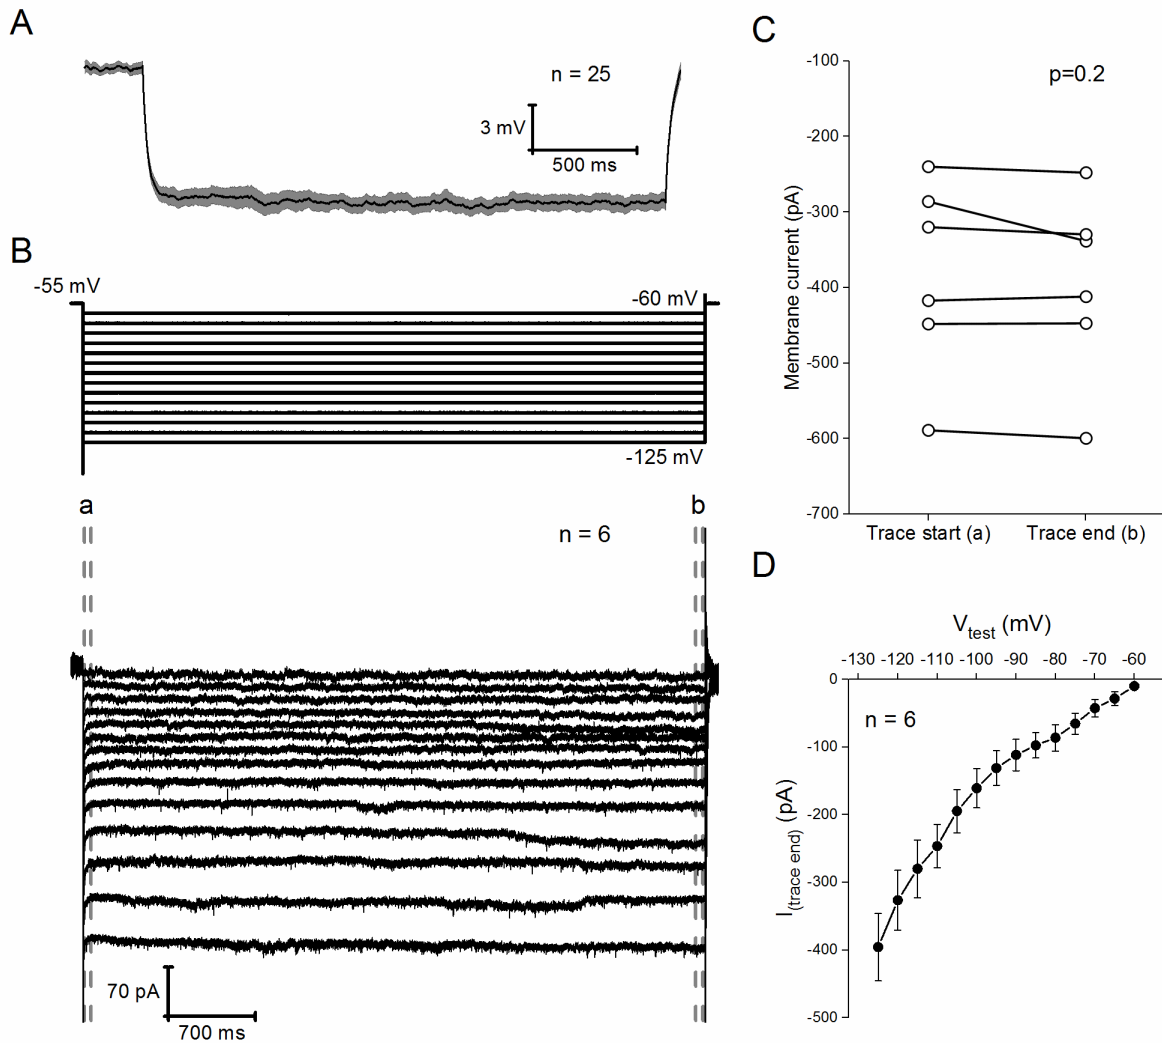 A
n = 25
3 mV
500 ms
B
-55 mV
-60 mV
-125 mV
a
b
n = 6
70 pA
700 ms
C
p=0.2
Membrane current (pA)
-100
-200
-300
-400
-500
-600
-700
Trace start (a)
Trace end (b)
D
Vtest (mV)
-130 -120 -110 -100 -90 -80 -70 -60
n = 6
I(trace end) (pA)
0
-100
-200
-300
-400
-500